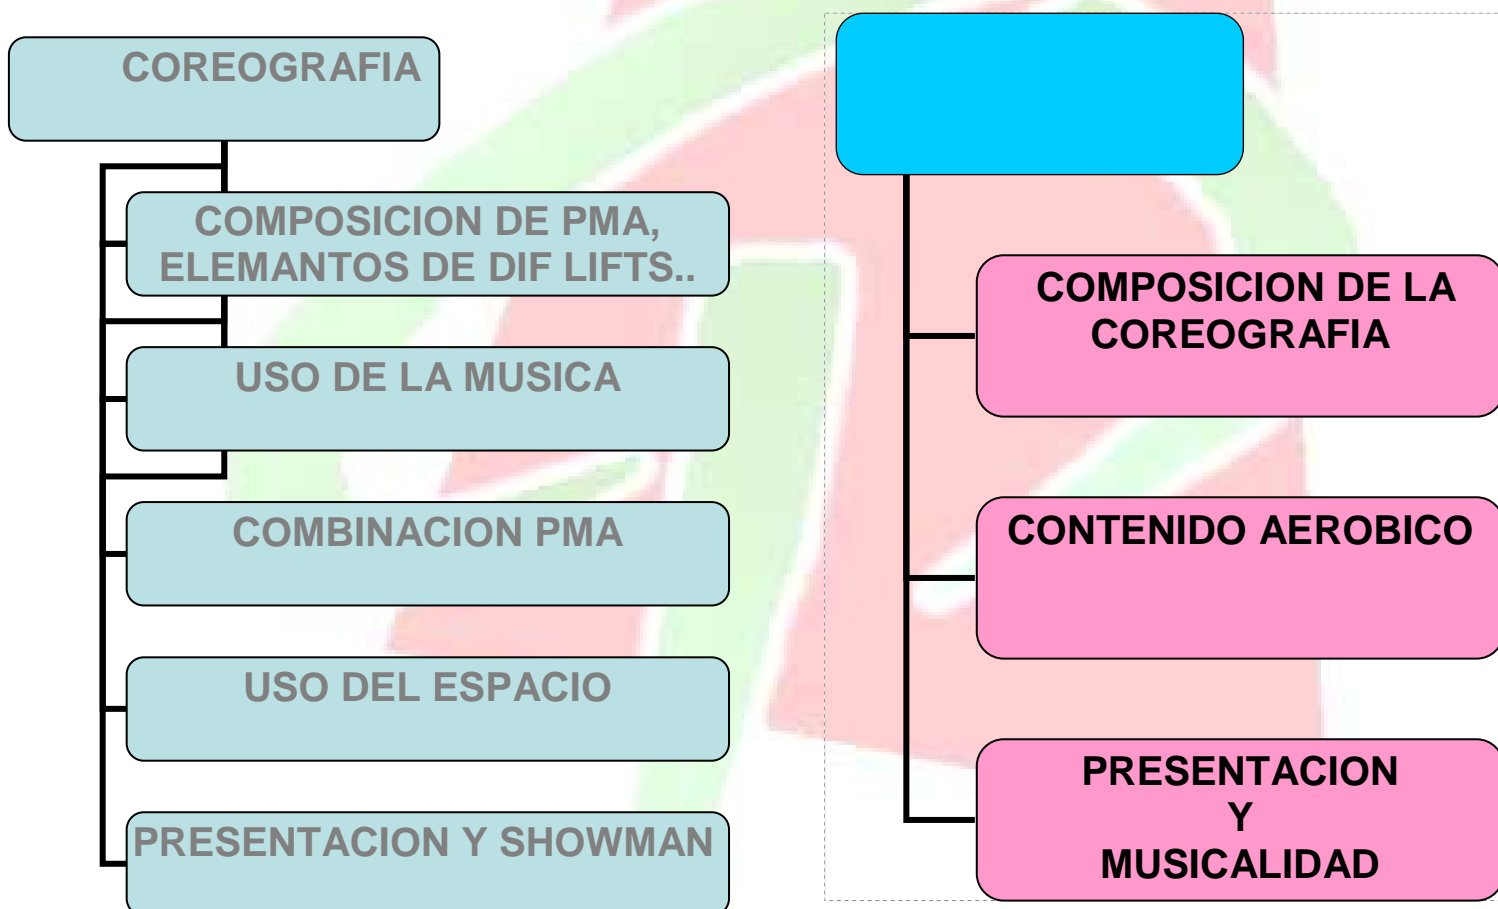 COREOGRAFIA
COMPOSICION DE PMA,
ELEMANTOS DE DIF LIFTS..
USO DE LA MUSICA
COMBINACION PMA
USO DEL ESPACIO
PRESENTACION Y SHOWMAN
COMPOSICION DE LA
COREOGRAFIA
CONTENIDO AEROBICO
PRESENTACION
Y
MUSICALIDAD